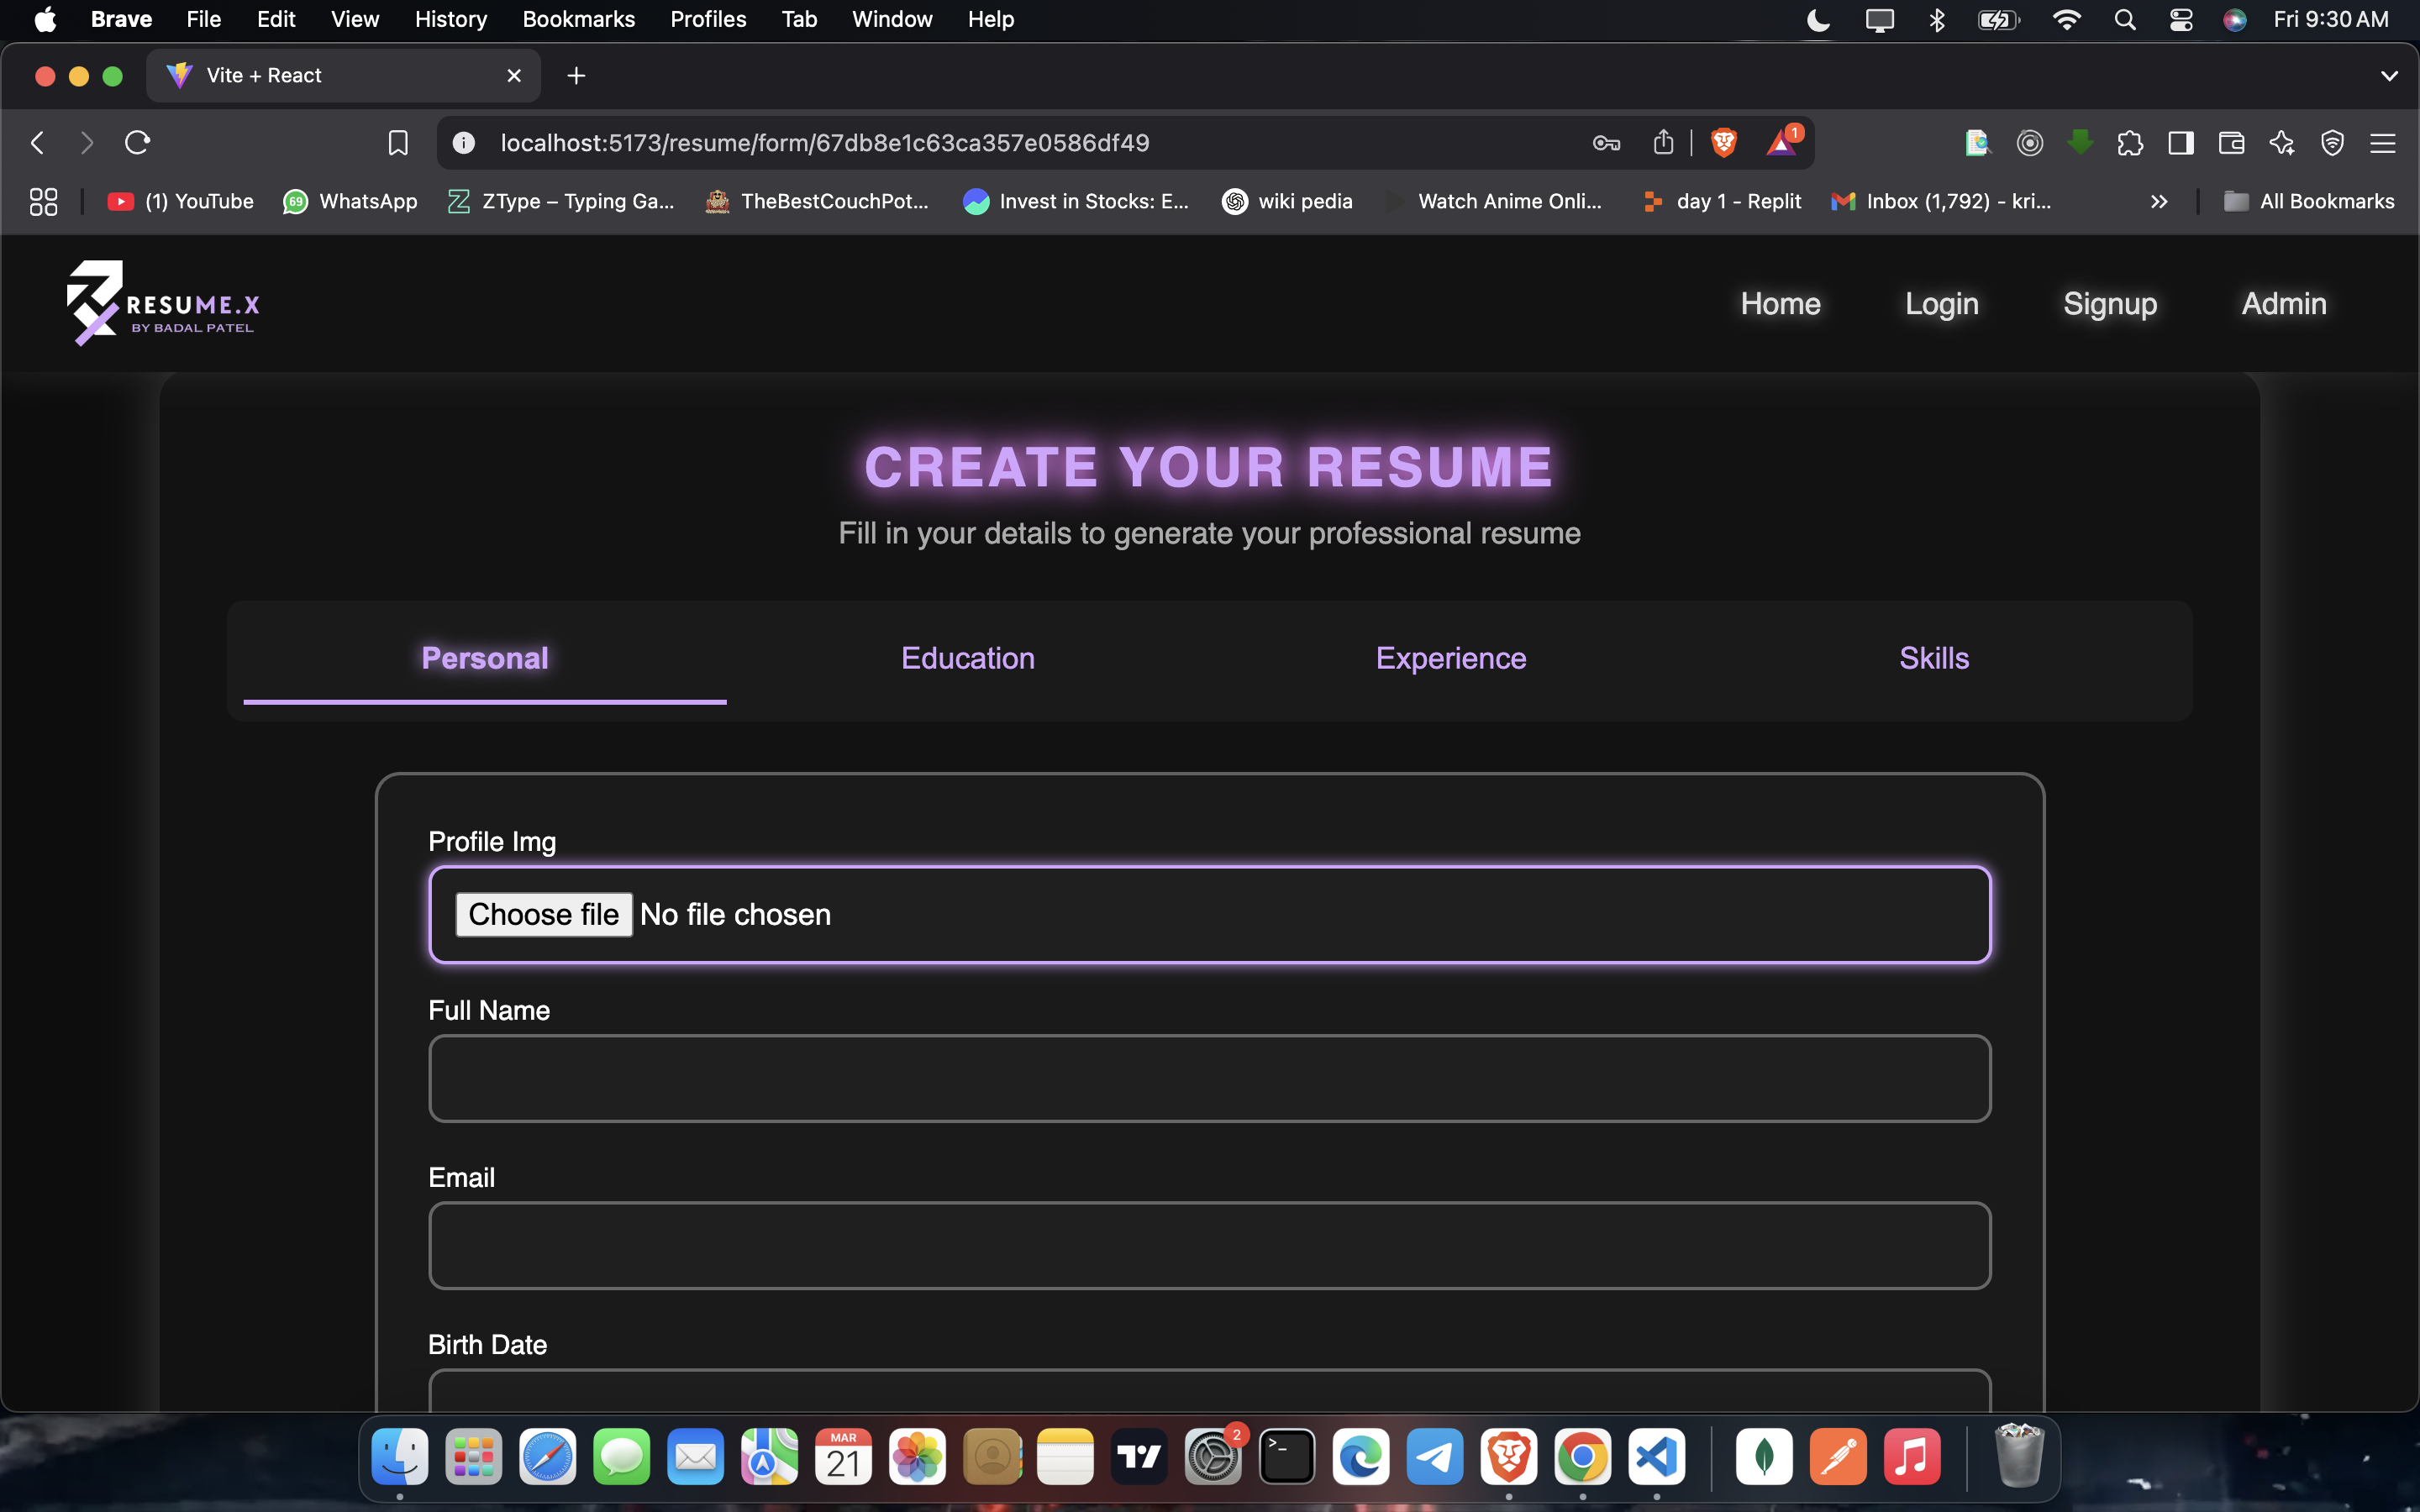 Brave File Edit View History Bookmarks Profiles Tab Window Help Fri 9:30 AM
Vite + React
localhost:5173/resume/form/67db8e1c63ca357e0586df49 1
(1) YouTube 69 WhatsApp ZType – Typing Ga... TheBestCouchPot... Invest in Stocks: E... wiki pedia Watch Anime Onli... day 1 - Replit Inbox (1,792) - kri... All Bookmarks
RESUME.X
BY BADAL PATEL
Home Login Signup Admin
CREATE YOUR RESUME
Fill in your details to generate your professional resume
Personal Education Experience Skills
Profile Img
Choose file No file chosen
Full Name
Email
Birth Date
MAR
21
2